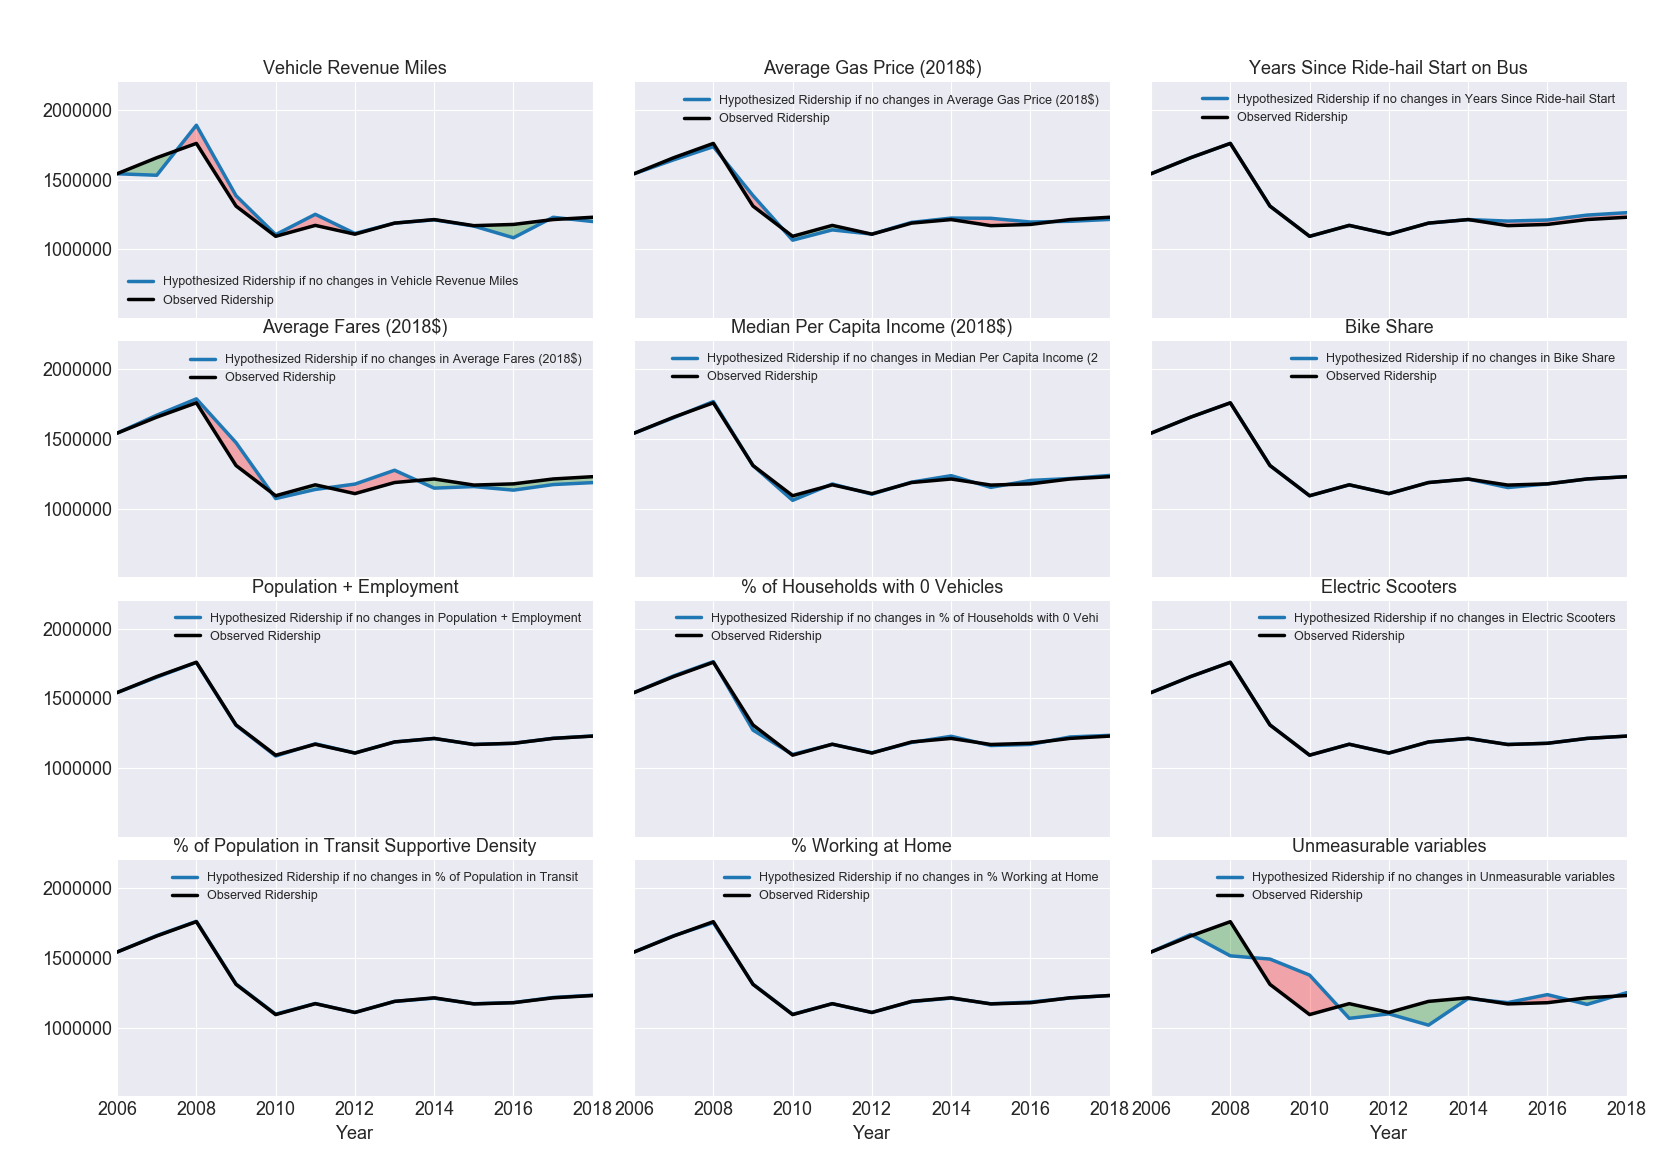 Vehicle Revenue Miles
2000000
1500000
1000000
Hypothesized Ridership if no changes in Vehicle Revenue Miles
Observed Ridership
Average Gas Price (2018$)
Hypothesized Ridership if no changes in Average Gas Price (2018$)
Observed Ridership
Years Since Ride-hail Start on Bus
Hypothesized Ridership if no changes in Years Since Ride-hail Start
Observed Ridership
Average Fares (2018$)
2000000
1500000
1000000
Hypothesized Ridership if no changes in Average Fares (2018$)
Observed Ridership
Median Per Capita Income (2018$)
Hypothesized Ridership if no changes in Median Per Capita Income (2
Observed Ridership
Bike Share
Hypothesized Ridership if no changes in Bike Share
Observed Ridership
Population + Employment
2000000
1500000
1000000
Hypothesized Ridership if no changes in Population + Employment
Observed Ridership
% of Households with 0 Vehicles
Hypothesized Ridership if no changes in % of Households with 0 Vehi
Observed Ridership
Electric Scooters
Hypothesized Ridership if no changes in Electric Scooters
Observed Ridership
% of Population in Transit Supportive Density
2000000
1500000
1000000
Hypothesized Ridership if no changes in % of Population in Transit
Observed Ridership
2006 2008 2010 2012 2014 2016 2018
Year
% Working at Home
Hypothesized Ridership if no changes in % Working at Home
Observed Ridership
2006 2008 2010 2012 2014 2016 2018
Year
Unmeasurable variables
Hypothesized Ridership if no changes in Unmeasurable variables
Observed Ridership
2006 2008 2010 2012 2014 2016 2018
Year